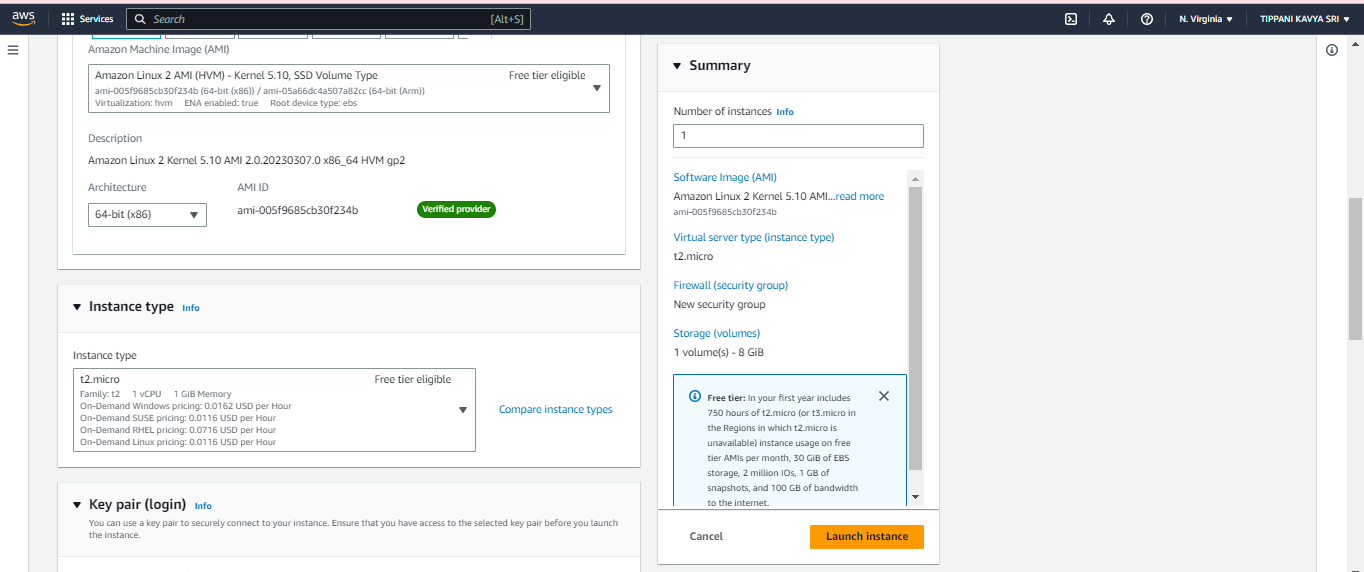 aws
Services
Search
[Alt+S]
N. Virginia
TIPPANI KAVYA SRI
Amazon Machine Image (AMI)
Amazon Linux 2 AMI (HVM) - Kernel 5.10, SSD Volume Type
Free tier eligible
ami-005f9685cb30f234b (64-bit (x86)) / ami-05a66dc4a507a82cc (64-bit (Arm))
Virtualization: hvm ENA enabled: true Root device type: ebs
Description
Amazon Linux 2 Kernel 5.10 AMI 2.0.20230307.0 x86_64 HVM gp2
Architecture
AMI ID
64-bit (x86)
ami-005f9685cb30f234b
Verified provider
Instance type Info
Instance type
t2.micro
Free tier eligible
Family: t2 1 vCPU 1 GiB Memory
On-Demand Windows pricing: 0.0162 USD per Hour
On-Demand SUSE pricing: 0.0116 USD per Hour
On-Demand RHEL pricing: 0.0716 USD per Hour
On-Demand Linux pricing: 0.0116 USD per Hour
Compare instance types
Key pair (login) Info
You can use a key pair to securely connect to your instance. Ensure that you have access to the selected key pair before you launch
the instance.
Summary
Number of instances Info
1
Software Image (AMI)
Amazon Linux 2 Kernel 5.10 AMI...read more
ami-005f9685cb30f234b
Virtual server type (instance type)
t2.micro
Firewall (security group)
New security group
Storage (volumes)
1 volume(s) - 8 GiB
Free tier: In your first year includes
750 hours of t2.micro (or t3.micro in
the Regions in which t2.micro is
unavailable) instance usage on free
tier AMIs per month, 30 GiB of EBS
storage, 2 million IOs, 1 GB of
snapshots, and 100 GB of bandwidth
to the internet.
Cancel
Launch instance